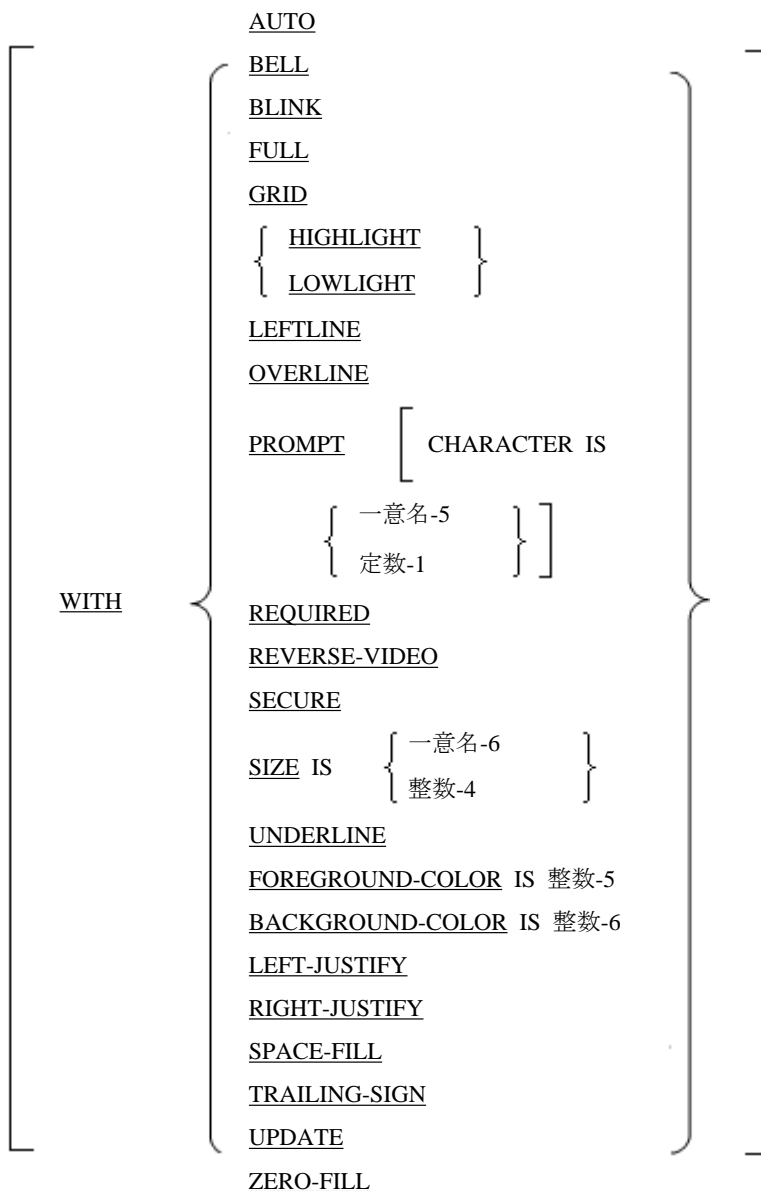 AUTO
BELL
BLINK
FULL
GRID
HIGHLIGHT
LOWLIGHT
LEFTLINE
OVERLINE
PROMPT CHARACTER IS
一意名-5
定数-1
WITH
REQUIRED
REVERSE-VIDEO
SECURE
一意名-6
SIZE IS
整数-4
UNDERLINE
FOREGROUND-COLOR IS 整数-5
BACKGROUND-COLOR IS 整数-6
LEFT-JUSTIFY
RIGHT-JUSTIFY
SPACE-FILL
TRAILING-SIGN
UPDATE
ZERO-FILL